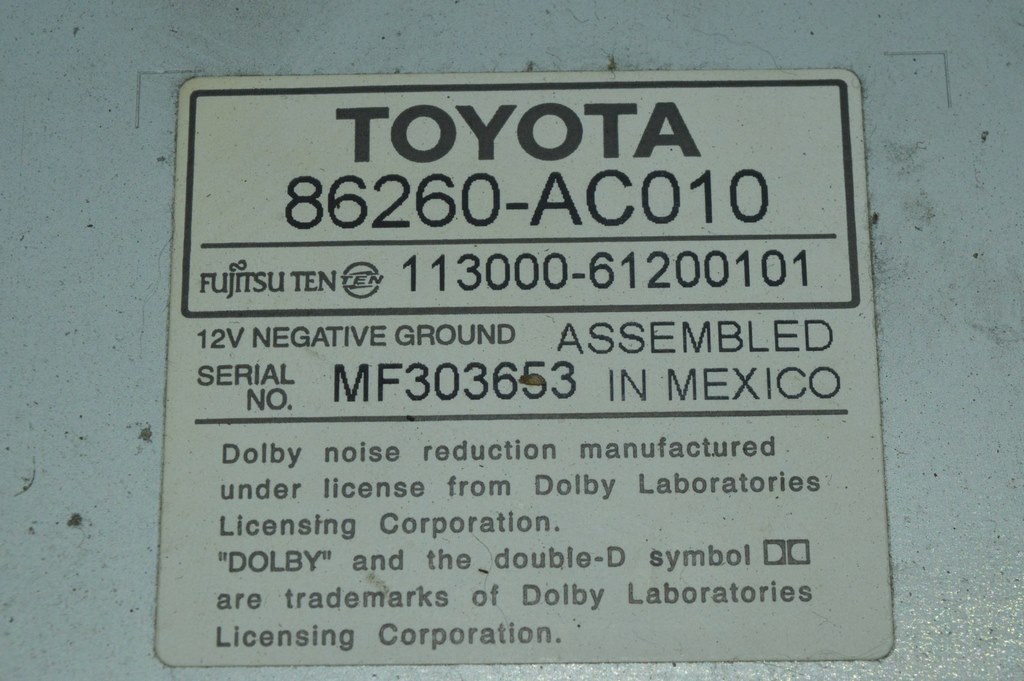 TOYOTA
86260-AC010
FUJITSU TEN TEN 113000-61200101
12V NEGATIVE GROUND ASSEMBLED
SERIAL NO. MF303653 IN MEXICO
Dolby noise reduction manufactured
under license from Dolby Laboratories
Licensing Corporation.
"DOLBY" and the double-D symbol
are trademarks of Dolby Laboratories
Licensing Corporation.